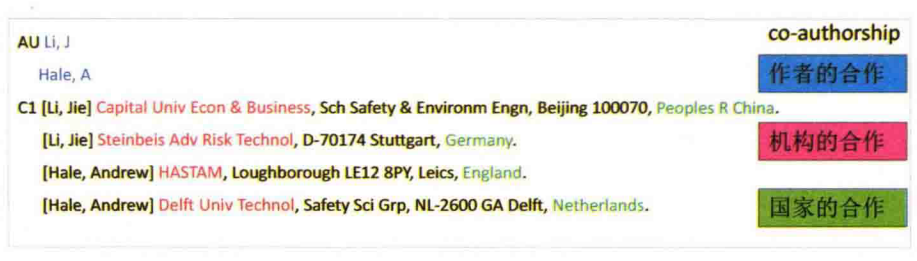 AU Li, J
Hale, A
C1 [Li, Jie] Capital Univ Econ & Business, Sch Safety & Environm Engn, Beijing 100070, Peoples R China.
[Li, Jie] Steinbeis Adv Risk Technol, D-70174 Stuttgart, Germany.
[Hale, Andrew] HASTAM, Loughborough LE12 8PY, Leics, England.
[Hale, Andrew] Delft Univ Technol, Safety Sci Grp, NL-2600 GA Delft, Netherlands.
co-authorship
作者的合作
机构的合作
国家的合作